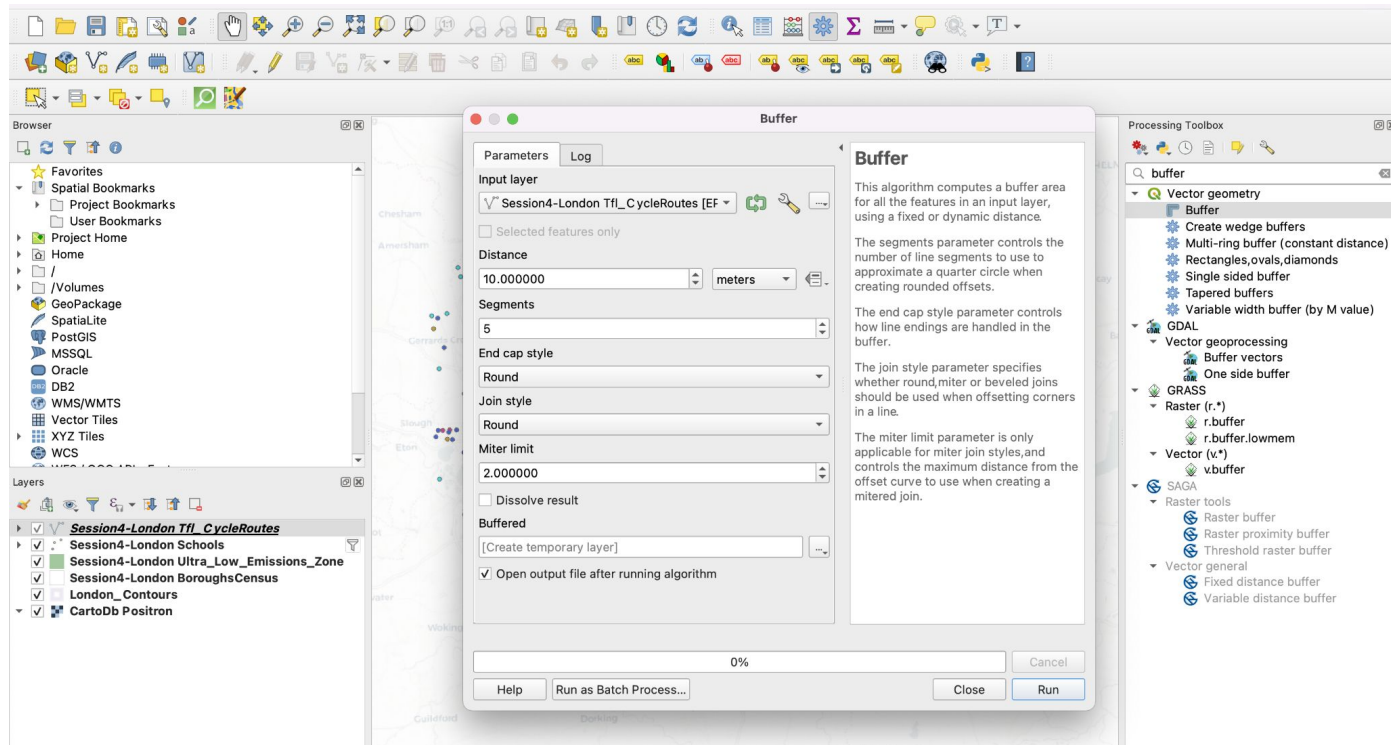 Browser
Favorites
Spatial Bookmarks
Project Bookmarks
User Bookmarks
Project Home
Home
/
/Volumes
GeoPackage
SpatiaLite
PostGIS
MSSQL
Oracle
DB2
WMS/WMTS
Vector Tiles
XYZ Tiles
WCS
Layers
Session4-London Tfl_CycleRoutes
Session4-London Schools
Session4-London Ultra_Low_Emissions_Zone
Session4-London BoroughsCensus
London_Contours
CartoDb Positron
Chesham
Amersham
Slough
Eton
Woking
Guildford
Dorking
Buffer
Parameters
Log
Input layer
Session4-London Tfl_CycleRoutes [EF
Selected features only
Distance
10.000000
meters
Segments
5
End cap style
Round
Join style
Round
Miter limit
2.000000
Dissolve result
Buffered
[Create temporary layer]
Open output file after running algorithm
Buffer
This algorithm computes a buffer area
for all the features in an input layer,
using a fixed or dynamic distance.
The segments parameter controls the
number of line segments to use to
approximate a quarter circle when
creating rounded offsets.
The end cap style parameter controls
how line endings are handled in the
buffer.
The join style parameter specifies
whether round,miter or beveled joins
should be used when offsetting corners
in a line.
The miter limit parameter is only
applicable for miter join styles,and
controls the maximum distance from the
offset curve to use when creating a
mitered join.
0%
Cancel
Help
Run as Batch Process...
Close
Run
Processing Toolbox
buffer
Vector geometry
Buffer
Create wedge buffers
Multi-ring buffer (constant distance)
Rectangles,ovals,diamonds
Single sided buffer
Tapered buffers
Variable width buffer (by M value)
GDAL
Vector geoprocessing
Buffer vectors
One side buffer
GRASS
Raster (r.*)
r.buffer
r.buffer.lowmem
Vector (v.*)
v.buffer
SAGA
Raster tools
Raster buffer
Raster proximity buffer
Threshold raster buffer
Vector general
Fixed distance buffer
Variable distance buffer